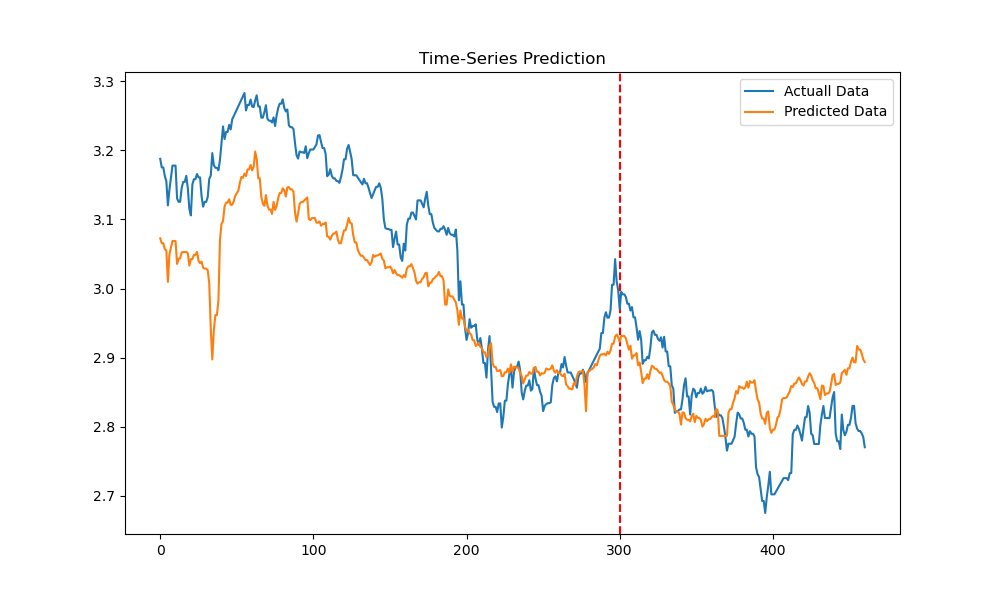 Time-Series Prediction
Actuall Data
Predicted Data
3.3
3.2
3.1
3.0
2.9
2.8
2.7
0 100 200 300 400